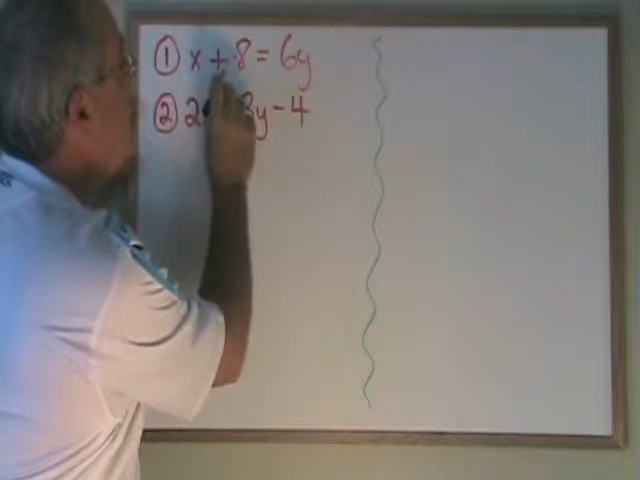 ① x + 8 = 6y
② 2 3y - 4